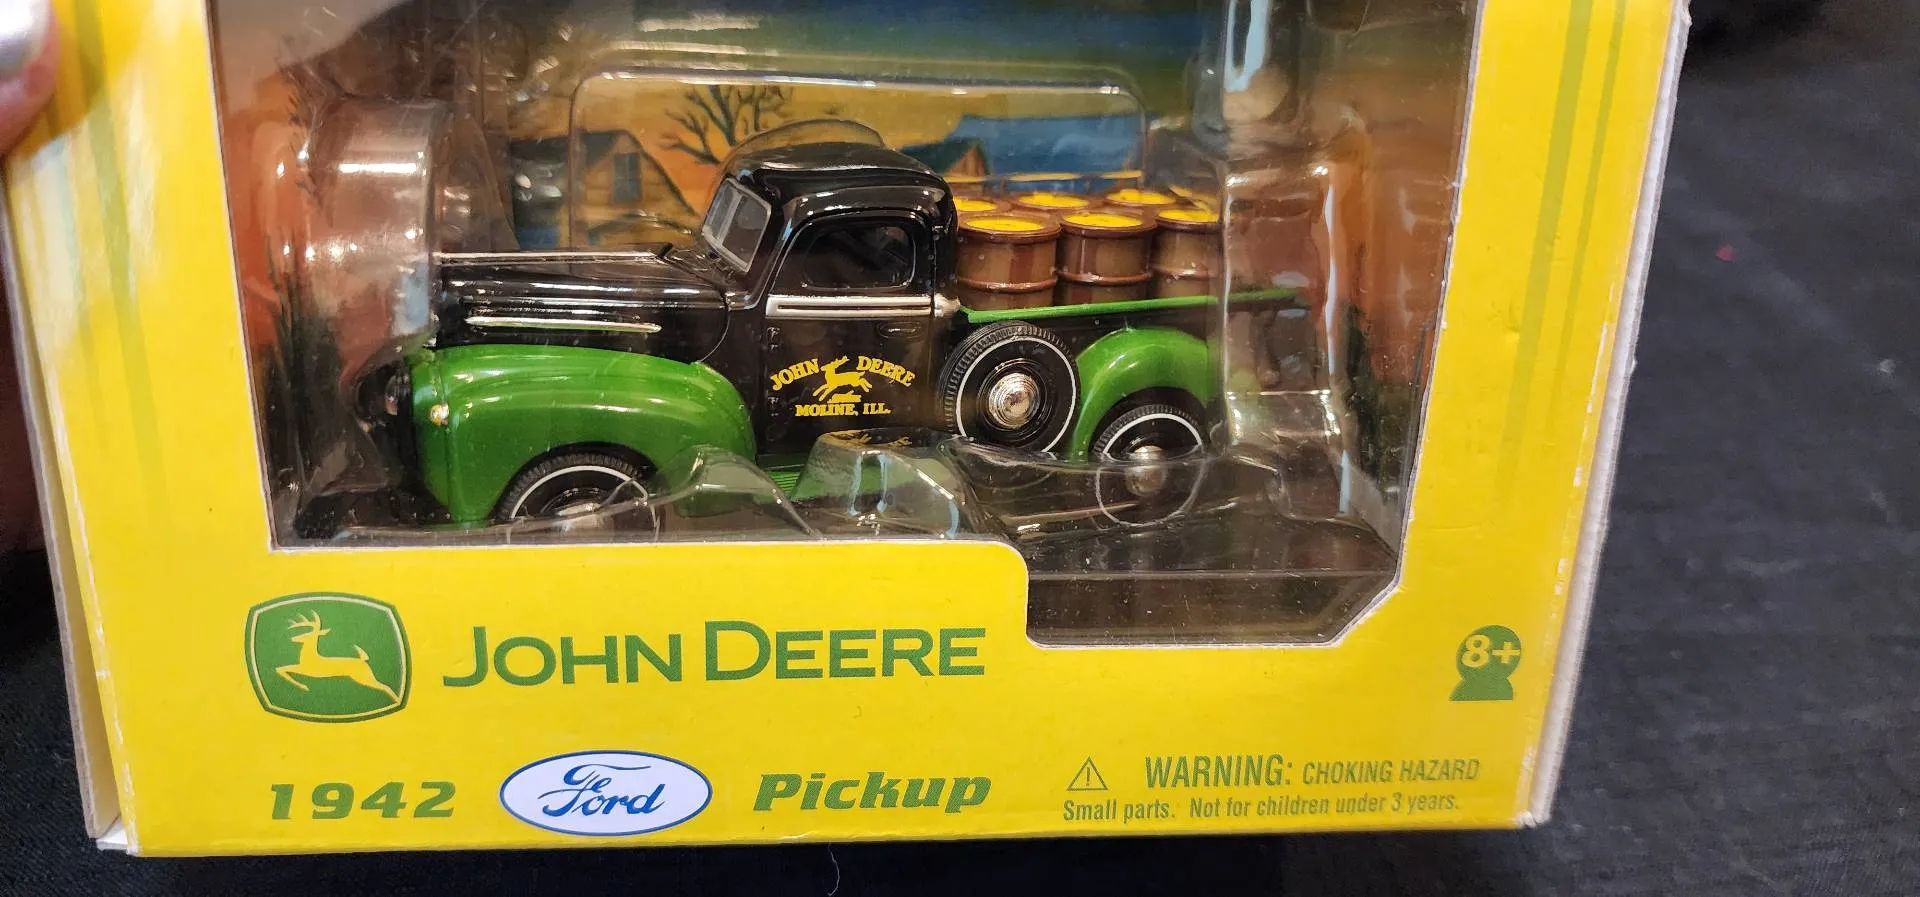 JOHN DEERE
MOLINE, ILL.
JOHN DEERE
8+
1942 Ford Pickup
WARNING: CHOKING HAZARD
Small parts. Not for children under 3 years.